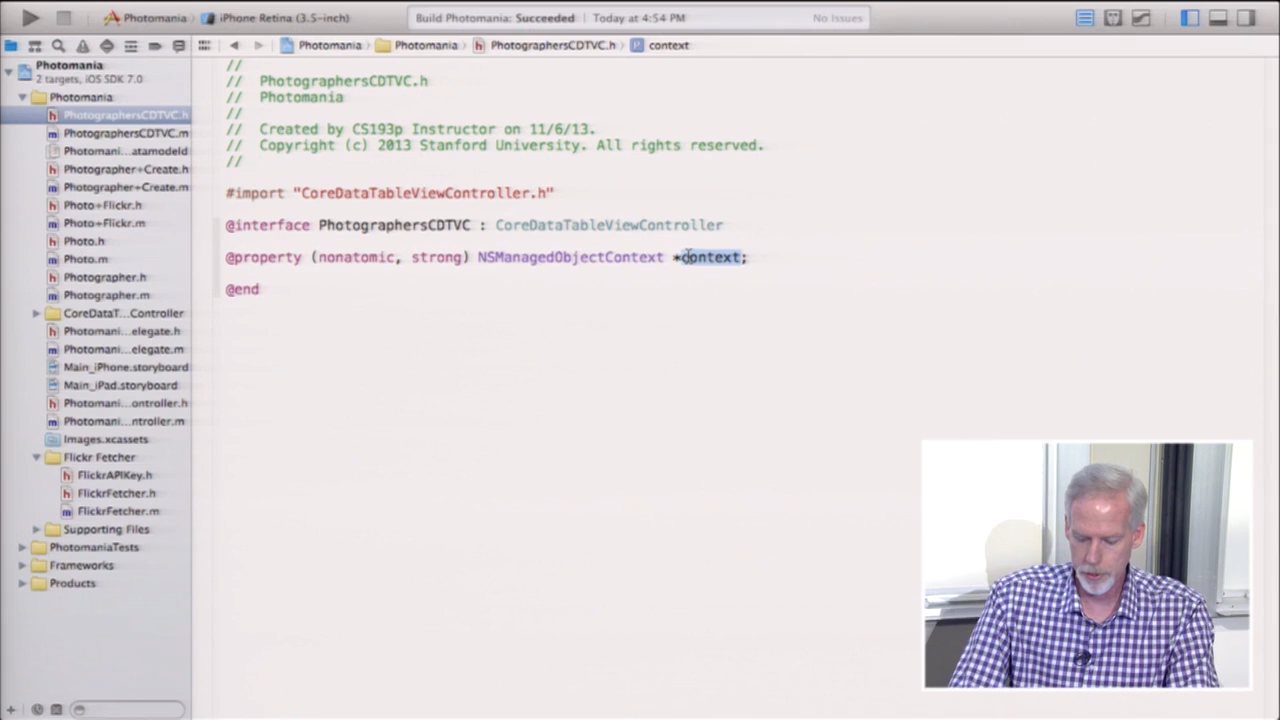 Photomania
iPhone Retina (3.5-inch)
Build Photomania: Succeeded
Today at 4:54 PM
No Issues
Photomania
Photomania
PhotographersCDTVC.h
context
Photomania
2 targets, iOS SDK 7.0
Photomania
PhotographersCDTVC.h
PhotographersCDTVC.m
Photomani...atamodeld
Photographer+Create.h
Photographer+Create.m
Photo+Flickr.h
Photo+Flickr.m
Photo.h
Photo.m
Photographer.h
Photographer.m
CoreDataT...Controller
Photomani...elegate.h
Photomani...elegate.m
Main_iPhone.storyboard
Main_iPad.storyboard
Photomani...ontroller.h
Photomani...ntroller.m
Images.xcassets
Flickr Fetcher
FlickrAPIKey.h
FlickrFetcher.h
FlickrFetcher.m
Supporting Files
PhotomaniaTests
Frameworks
Products
//
// PhotographersCDTVC.h
// Photomania
//
// Created by CS193p Instructor on 11/6/13.
// Copyright (c) 2013 Stanford University. All rights reserved.
//
#import "CoreDataTableViewController.h"
@interface PhotographersCDTVC : CoreDataTableViewController
@property (nonatomic, strong) NSManagedObjectContext *context;
@end